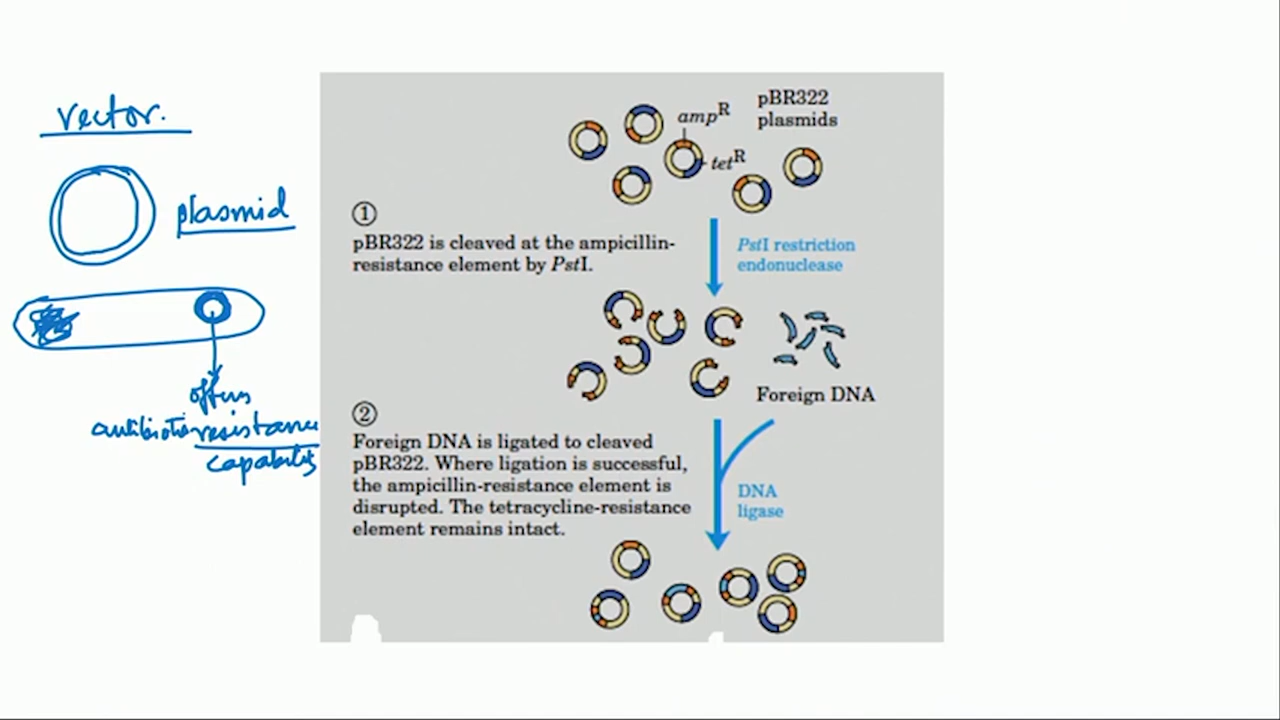 vector.
plasmid
offers
antibiotic resistance
capability
ampR
pBR322
plasmids
tetR
①
pBR322 is cleaved at the ampicillin-
resistance element by PstI.
PstI restriction
endonuclease
Foreign DNA
②
Foreign DNA is ligated to cleaved
pBR322. Where ligation is successful,
the ampicillin-resistance element is
disrupted. The tetracycline-resistance
element remains intact.
DNA
ligase